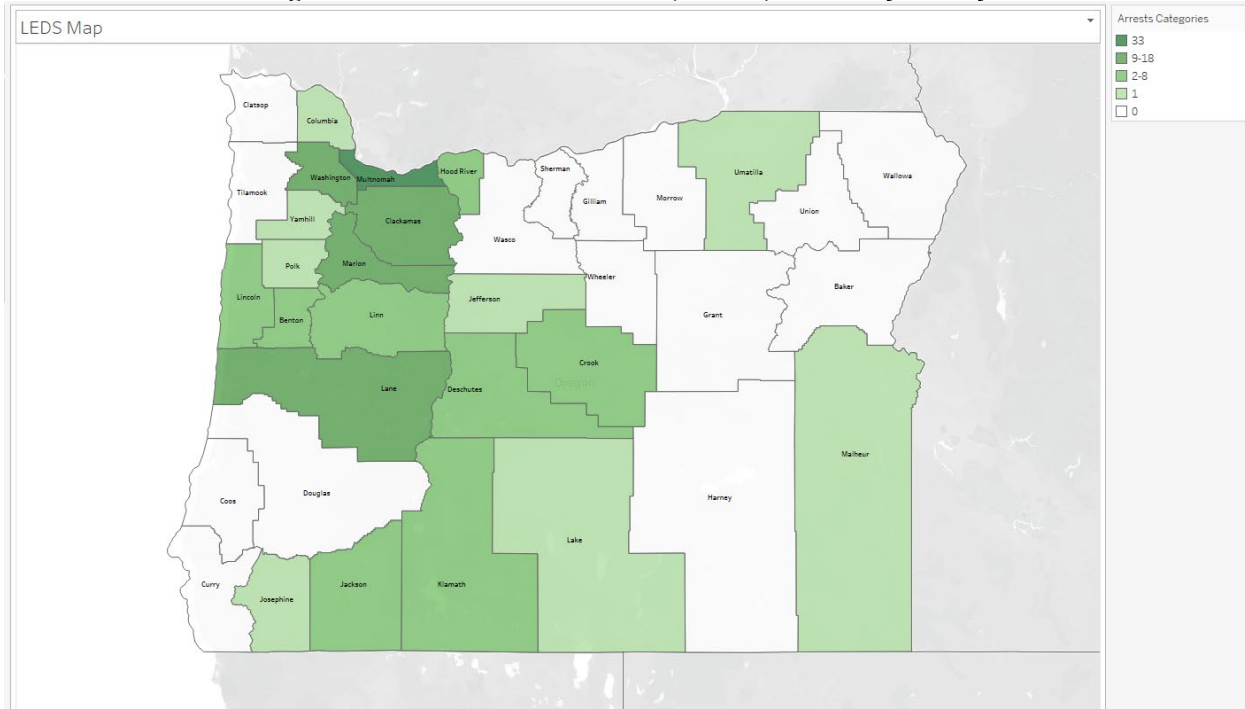 LEDS Map
Arrests Categories
33
9-18
2-8
1
0
Clatsop
Columbia
Tillamook
Washington
Multnomah
Hood River
Sherman
Gilliam
Morrow
Umatilla
Wallowa
Union
Yamhill
Clackamas
Wasco
Polk
Marion
Wheeler
Baker
Lincoln
Benton
Linn
Jefferson
Grant
Crook
Oregon
Lane
Deschutes
Malheur
Coos
Douglas
Harney
Lake
Curry
Josephine
Jackson
Klamath